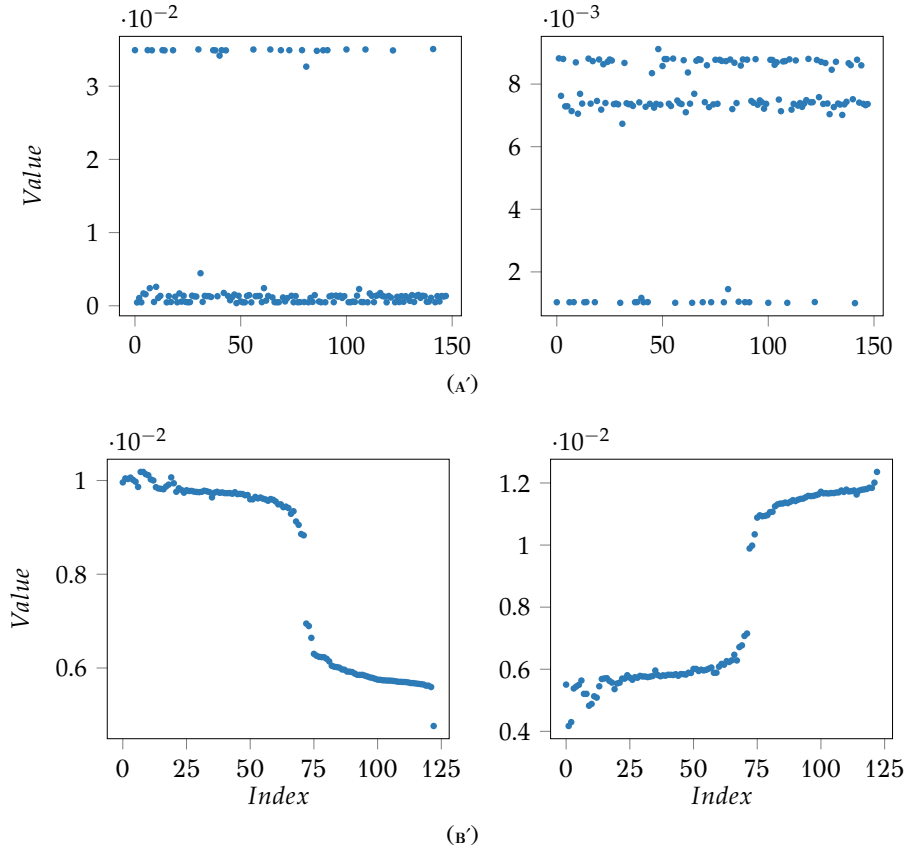 ·10⁻² ·10⁻³
3 8
2 6
1 4
0 2
Value
0 50 100 150 0 50 100 150
(A′)
·10⁻² ·10⁻²
1 1.2
0.8 1
0.6 0.8
0.6
0.4
Value
0 25 50 75 100 125 0 25 50 75 100 125
Index Index
(B′)